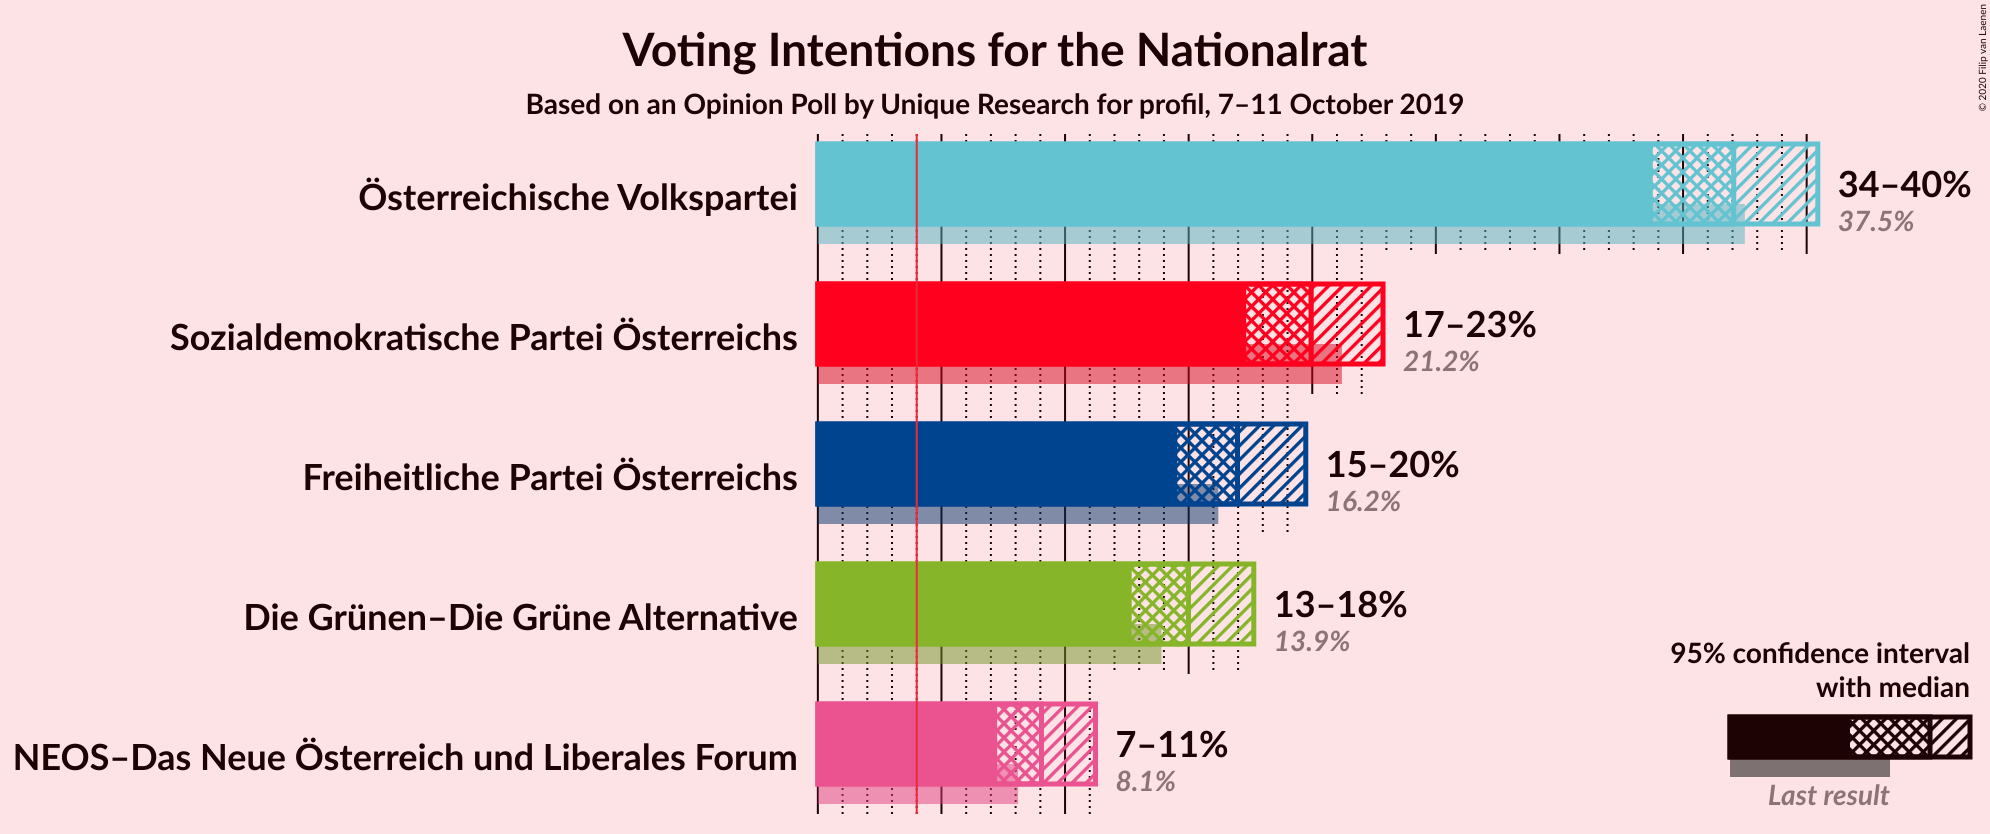 Voting Intentions for the Nationalrat
Based on an Opinion Poll by Unique Research for profil, 7–11 October 2019
© 2020 Filip van Laenen
Österreichische Volkspartei
34–40%
37.5%
Sozialdemokratische Partei Österreichs
17–23%
21.2%
Freiheitliche Partei Österreichs
15–20%
16.2%
Die Grünen–Die Grüne Alternative
13–18%
13.9%
NEOS–Das Neue Österreich und Liberales Forum
7–11%
8.1%
95% confidence interval
with median
Last result